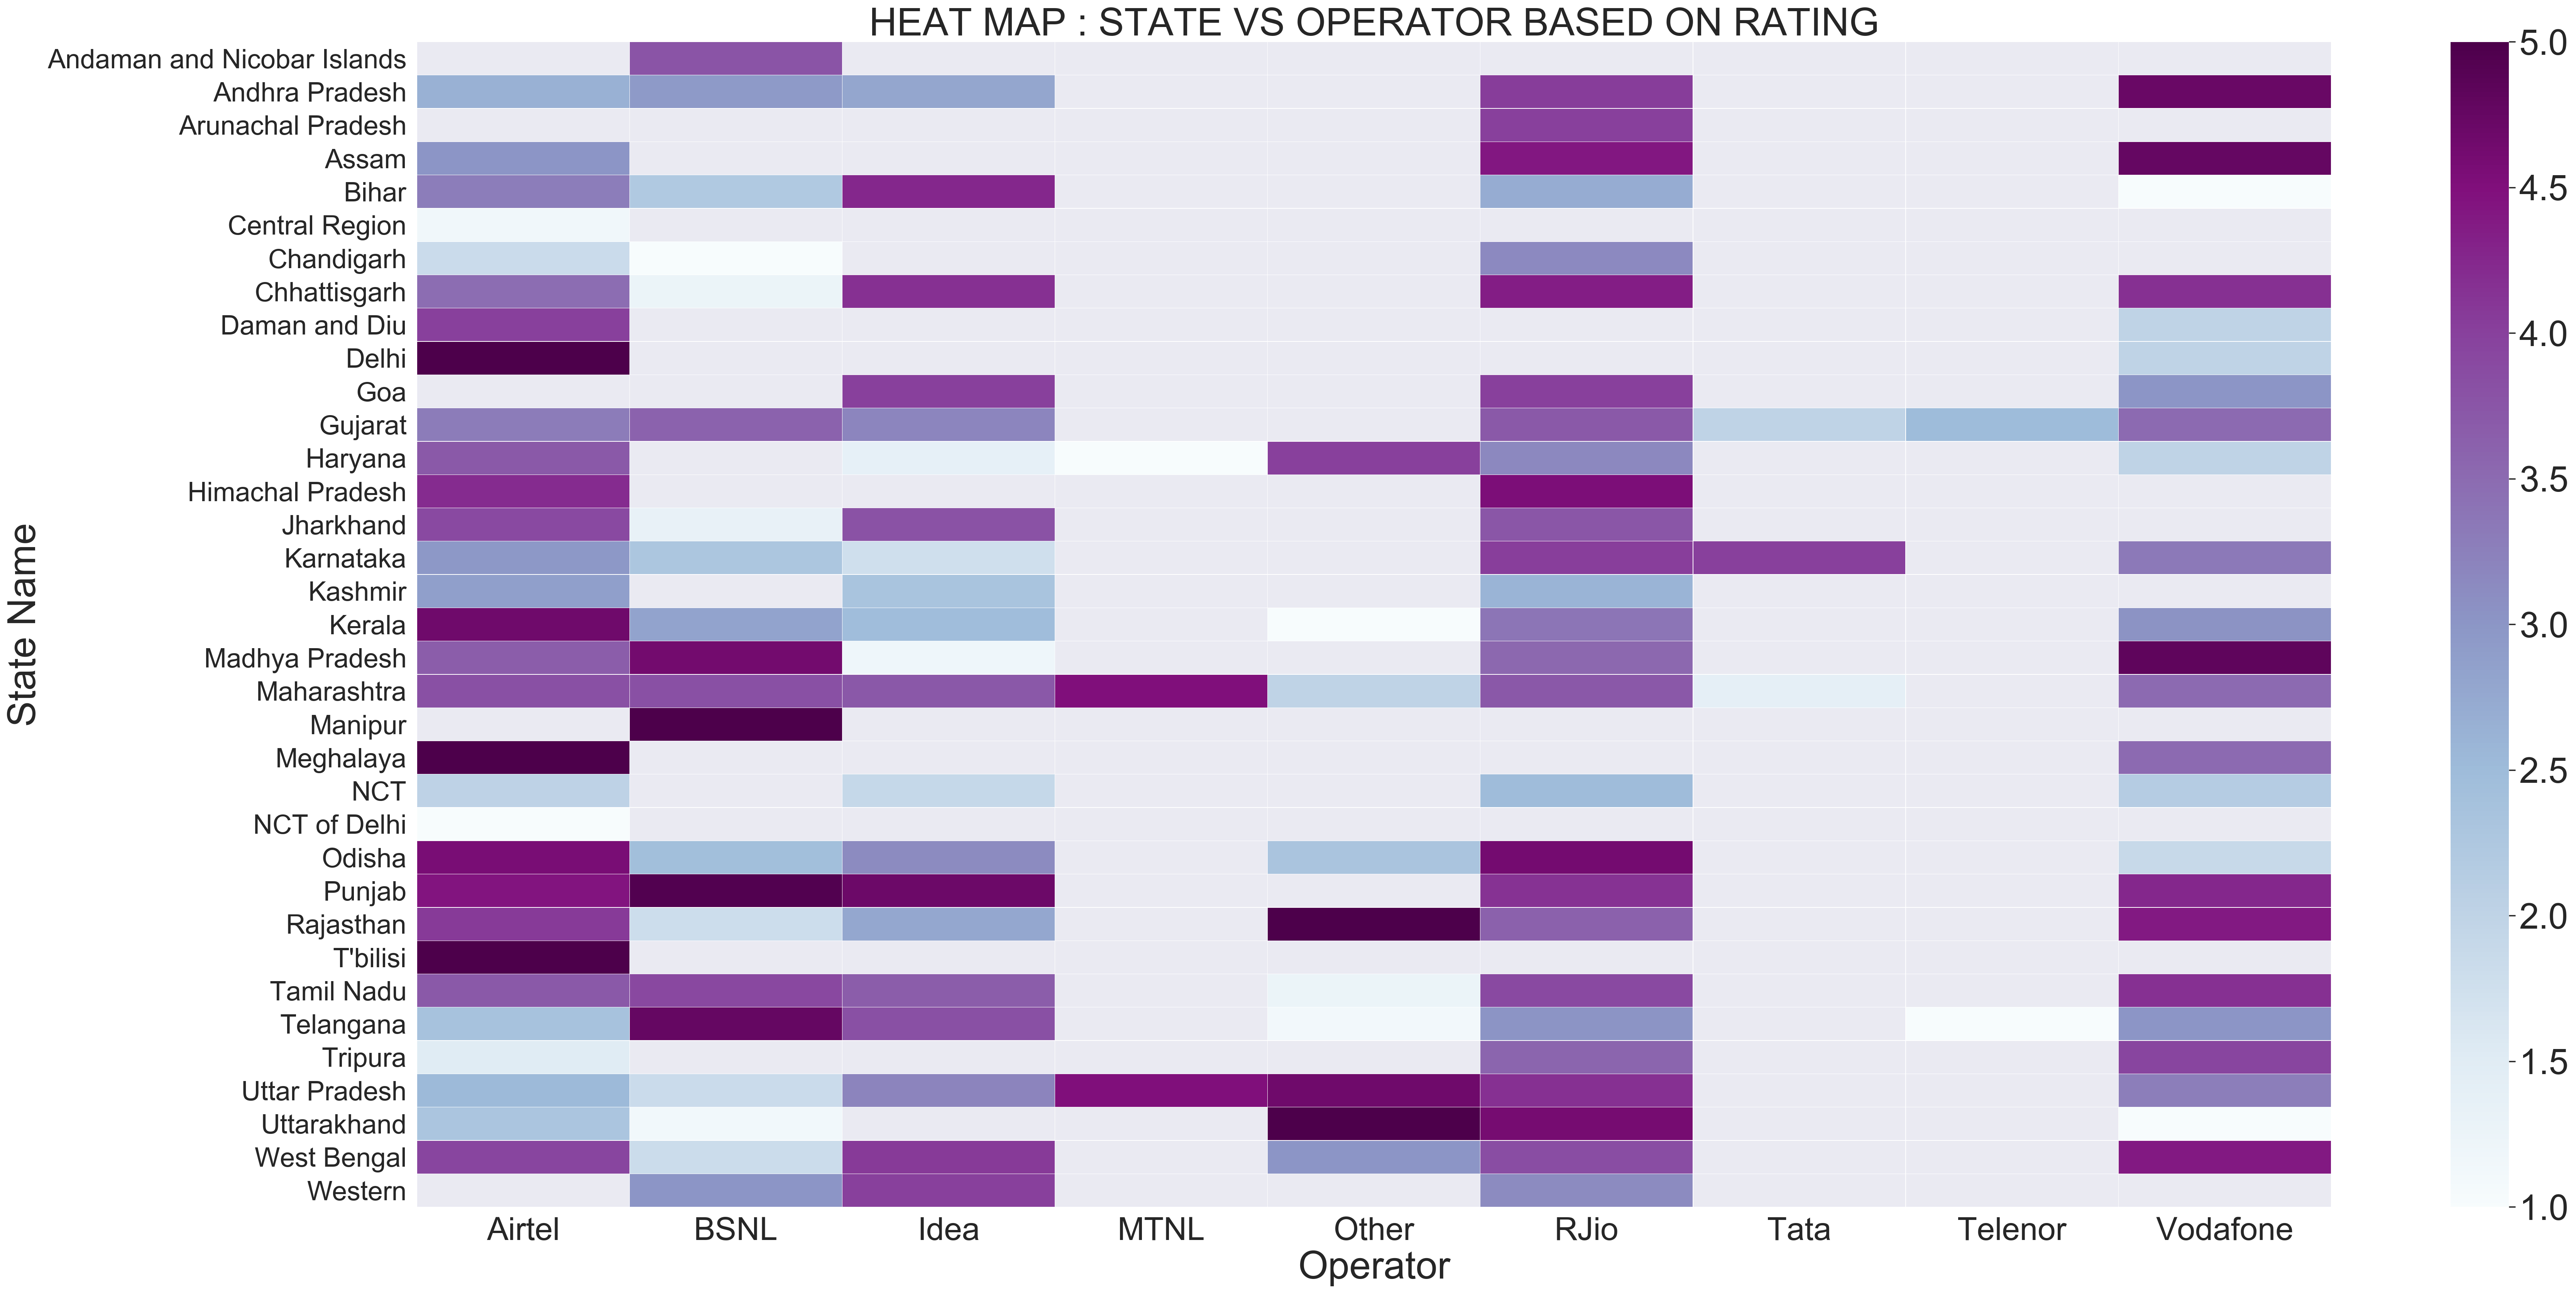 HEAT MAP : STATE VS OPERATOR BASED ON RATING
State Name
Andaman and Nicobar Islands
Andhra Pradesh
Arunachal Pradesh
Assam
Bihar
Central Region
Chandigarh
Chhattisgarh
Daman and Diu
Delhi
Goa
Gujarat
Haryana
Himachal Pradesh
Jharkhand
Karnataka
Kashmir
Kerala
Madhya Pradesh
Maharashtra
Manipur
Meghalaya
NCT
NCT of Delhi
Odisha
Punjab
Rajasthan
T'bilisi
Tamil Nadu
Telangana
Tripura
Uttar Pradesh
Uttarakhand
West Bengal
Western
Airtel BSNL Idea MTNL Other RJio Tata Telenor Vodafone
Operator
5.0
4.5
4.0
3.5
3.0
2.5
2.0
1.5
1.0